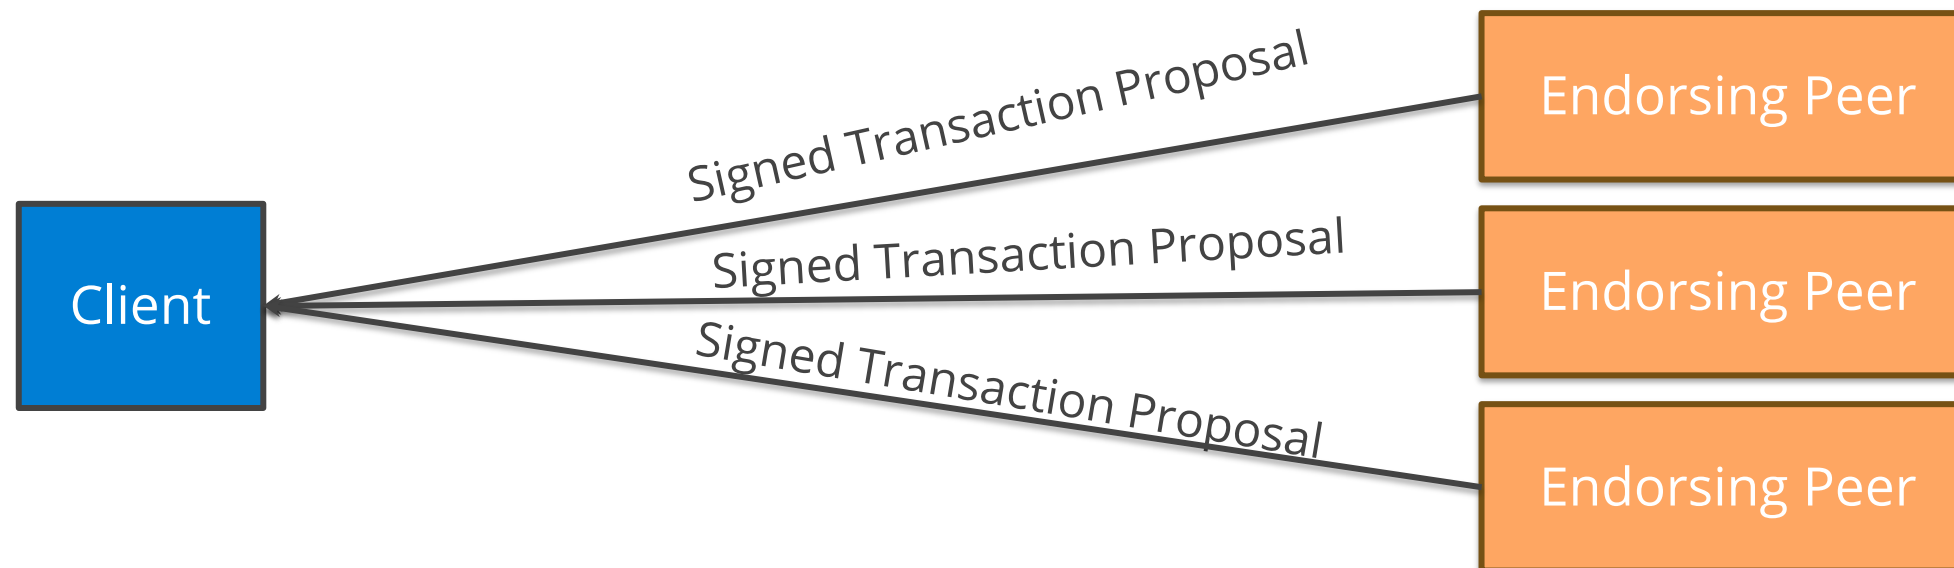 Signed Transaction Proposal
Endorsing Peer
Signed Transaction Proposal
Endorsing Peer
Client
Signed Transaction Proposal
Endorsing Peer